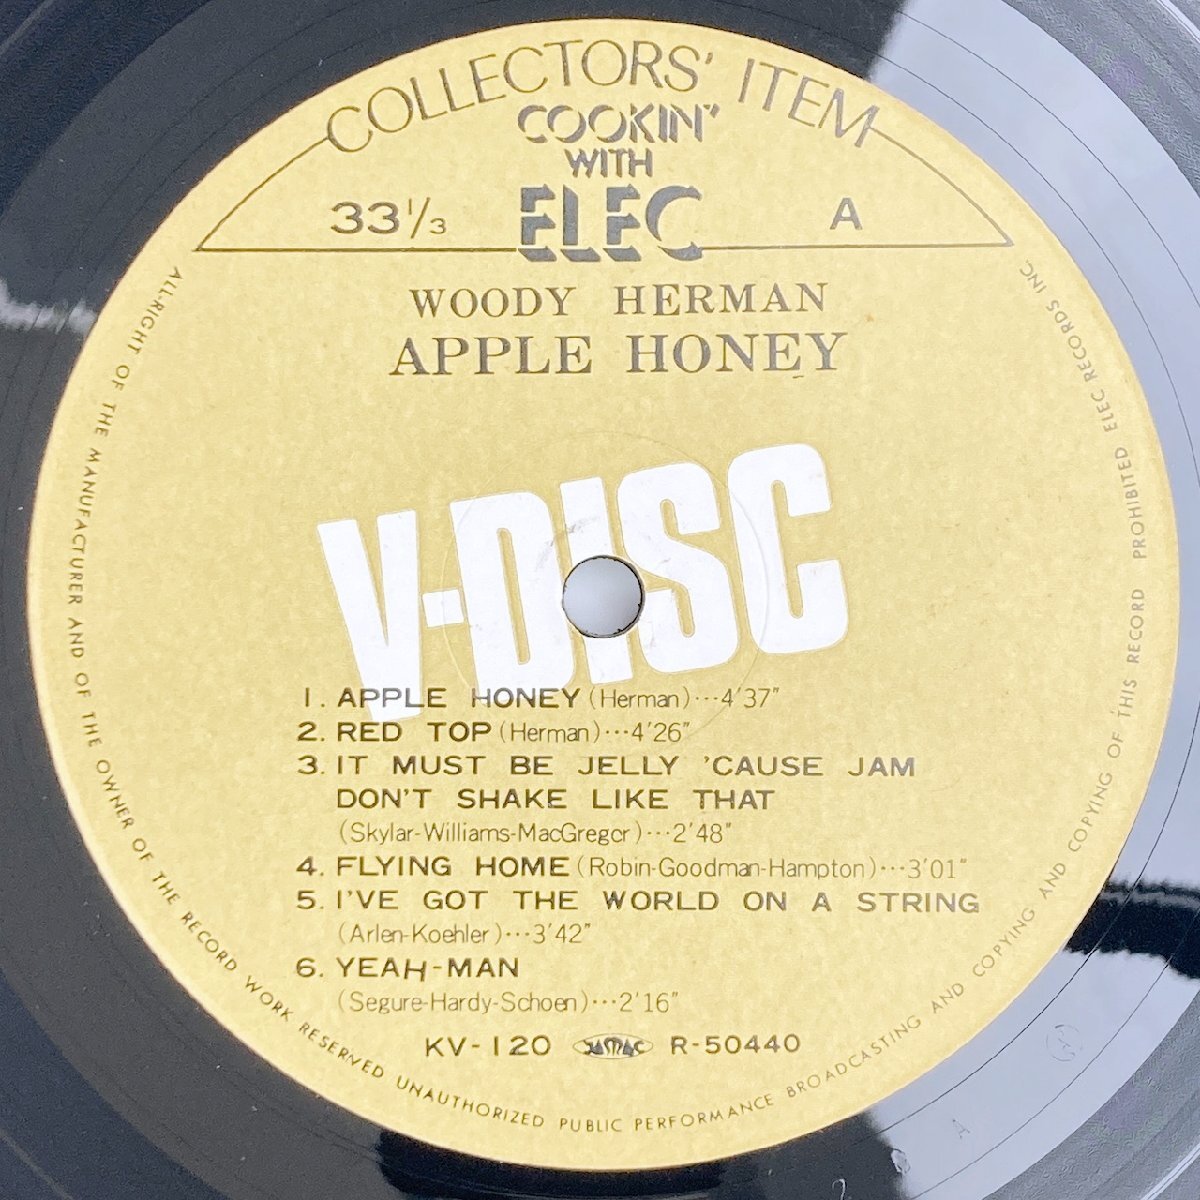 COLLECTORS' ITEM
COOKIN'
WITH
ELEC
33 1/3
A
WOODY HERMAN
APPLE HONEY
V-DISC
1. APPLE HONEY (Herman)···4'37"
2. RED TOP (Herman)···4'26"
3. IT MUST BE JELLY 'CAUSE JAM
DON'T SHAKE LIKE THAT
(Skylar-Williams-MacGregor)···2'48"
4. FLYING HOME (Robin-Goodman-Hampton)···3'01"
5. I'VE GOT THE WORLD ON A STRING
(Arlen-Koehler)···3'42"
6. YEAH-MAN
(Segure-Hardy-Schoen)···2'16"
KV-120 R-50440
ALL-RIGHT OF THE MANUFACTURER AND OF THE OWNER OF THE RECORD WORK RESERVED UNAUTHORIZED PUBLIC PERFORMANCE BROADCASTING AND COPYING AND COPYING OF THIS RECORD PROHIBITED ELEC RECORDS INC.